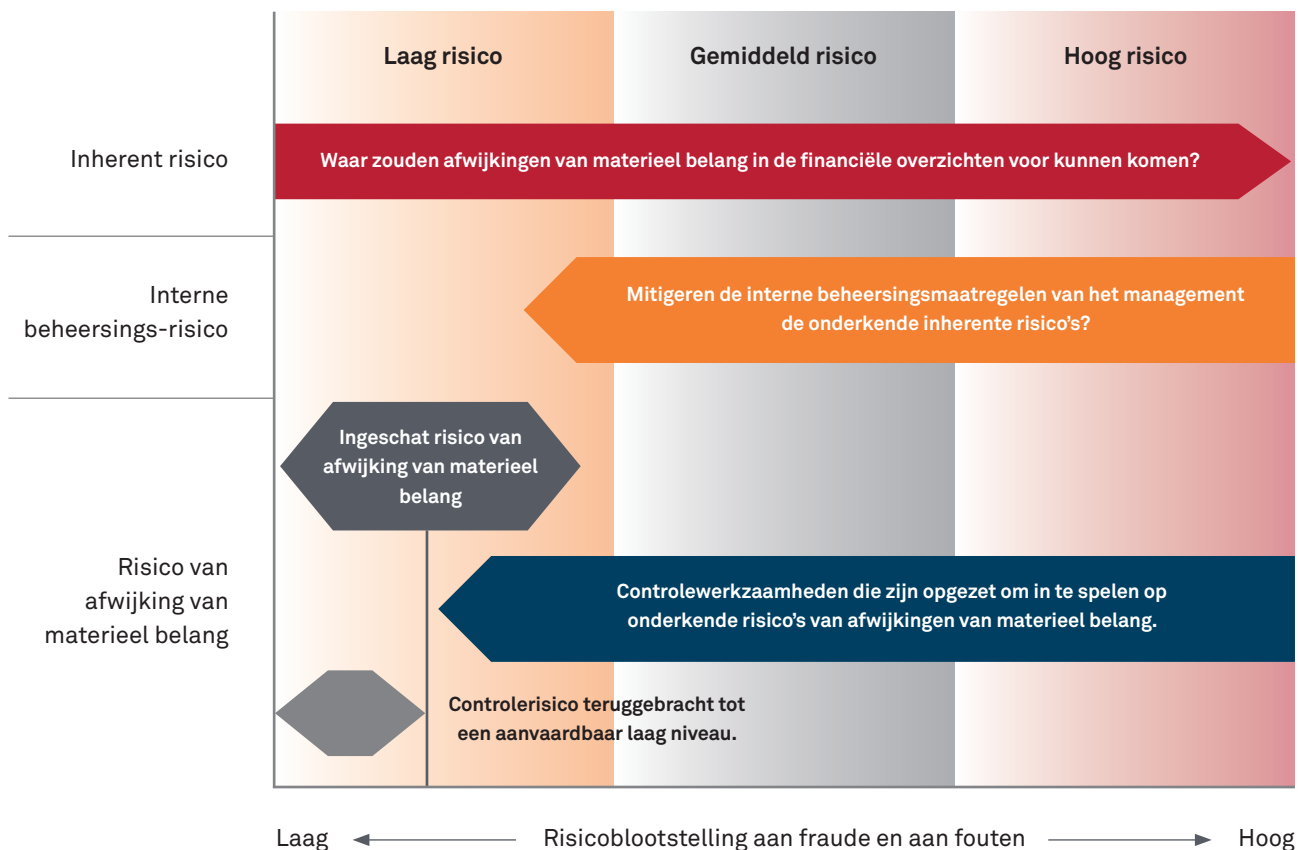 Laag risico
Gemiddeld risico
Hoog risico
Inherent risico
Waar zouden afwijkingen van materieel belang in de financiële overzichten voor kunnen komen?
Interne
beheersings-risico
Mitigeren de interne beheersingsmaatregelen van het management
de onderkende inherente risico’s?
Ingeschat risico van
afwijking van materieel
belang
Risico van
afwijking van
materieel belang
Controlewerkzaamheden die zijn opgezet om in te spelen op
onderkende risico’s van afwijkingen van materieel belang.
Controlerisico teruggebracht tot
een aanvaardbaar laag niveau.
Laag
Risicoblootstelling aan fraude en aan fouten
Hoog